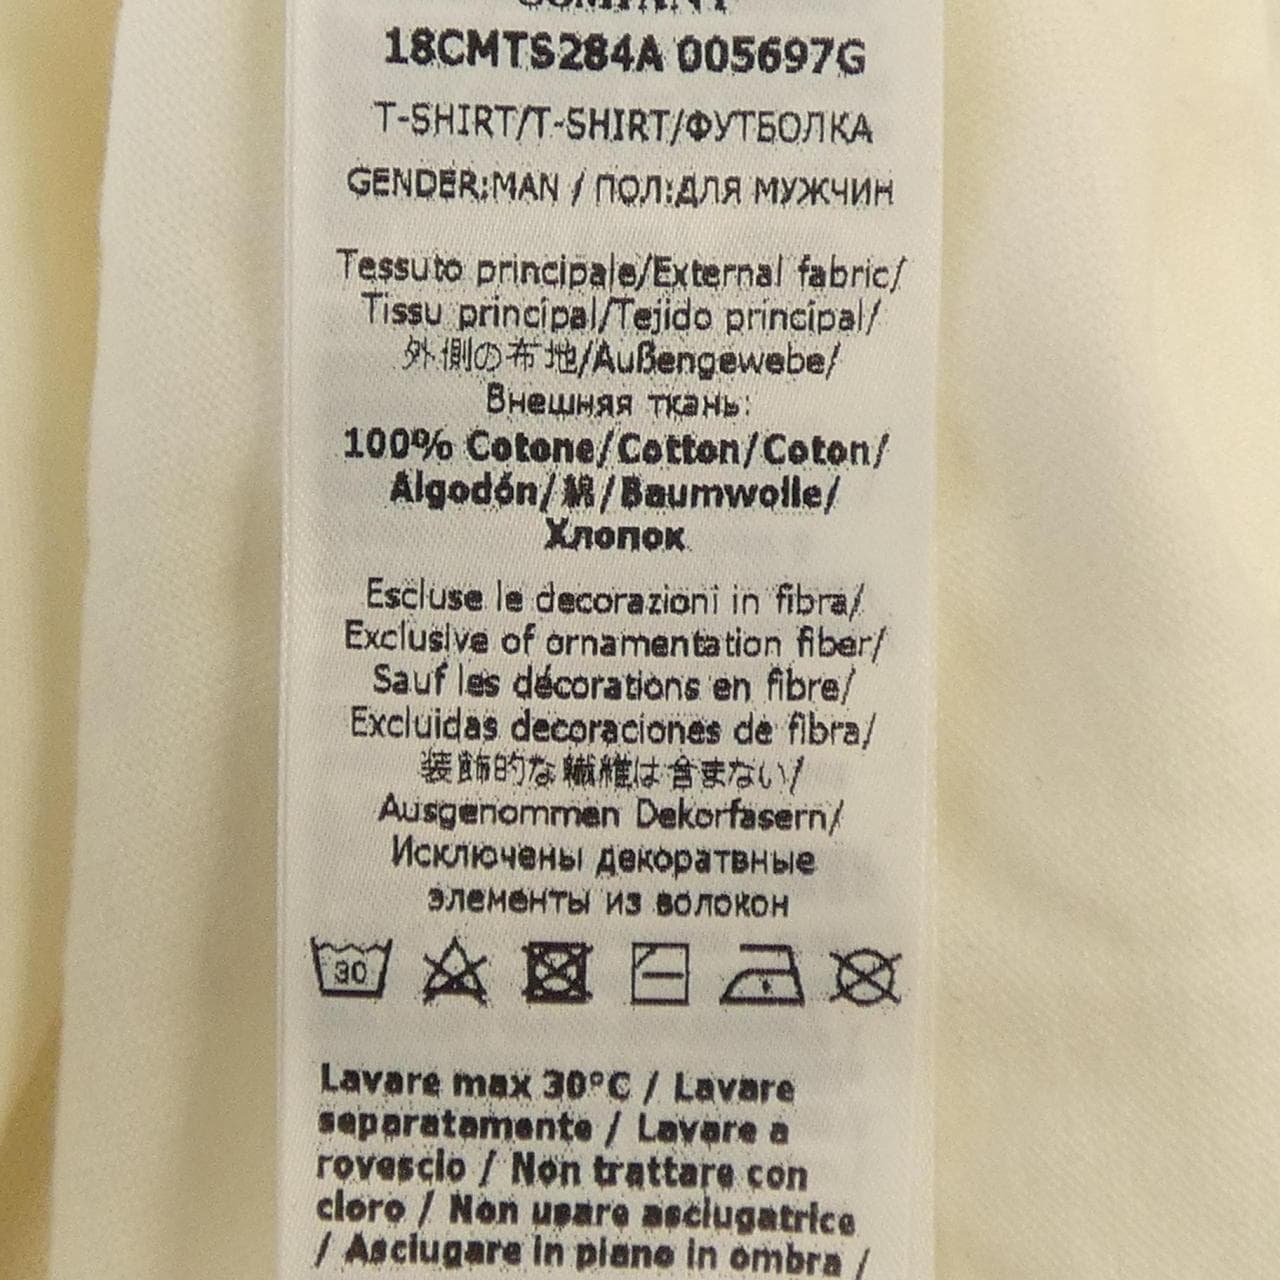 COMPANY
18CMTS284A 005697G
T-SHIRT/T-SHIRT/ФУТБОЛКА
GENDER:MAN / ПОЛ:ДЛЯ МУЖЧИН
Tessuto principale/External fabric/
Tissu principal/Tejido principal/
外側の布地/Außengewebe/
Внешняя ткань:
100% Cotone/Cotton/Coton/
Algodón/綿/Baumwolle/
Хлопок
Escluse le decorazioni in fibra/
Exclusive of ornamentation fiber/
Sauf les décorations en fibre/
Excluidas decoraciones de fibra/
装飾的な繊維は含まない/
Ausgenommen Dekorfasern/
Исключены декоратвные
элементы из волокон
30
Lavare max 30°C / Lavare
separatamente / Lavare a
rovescio / Non trattare con
cloro / Non usare asciugatrice
/ Asciugare in piano in ombra /